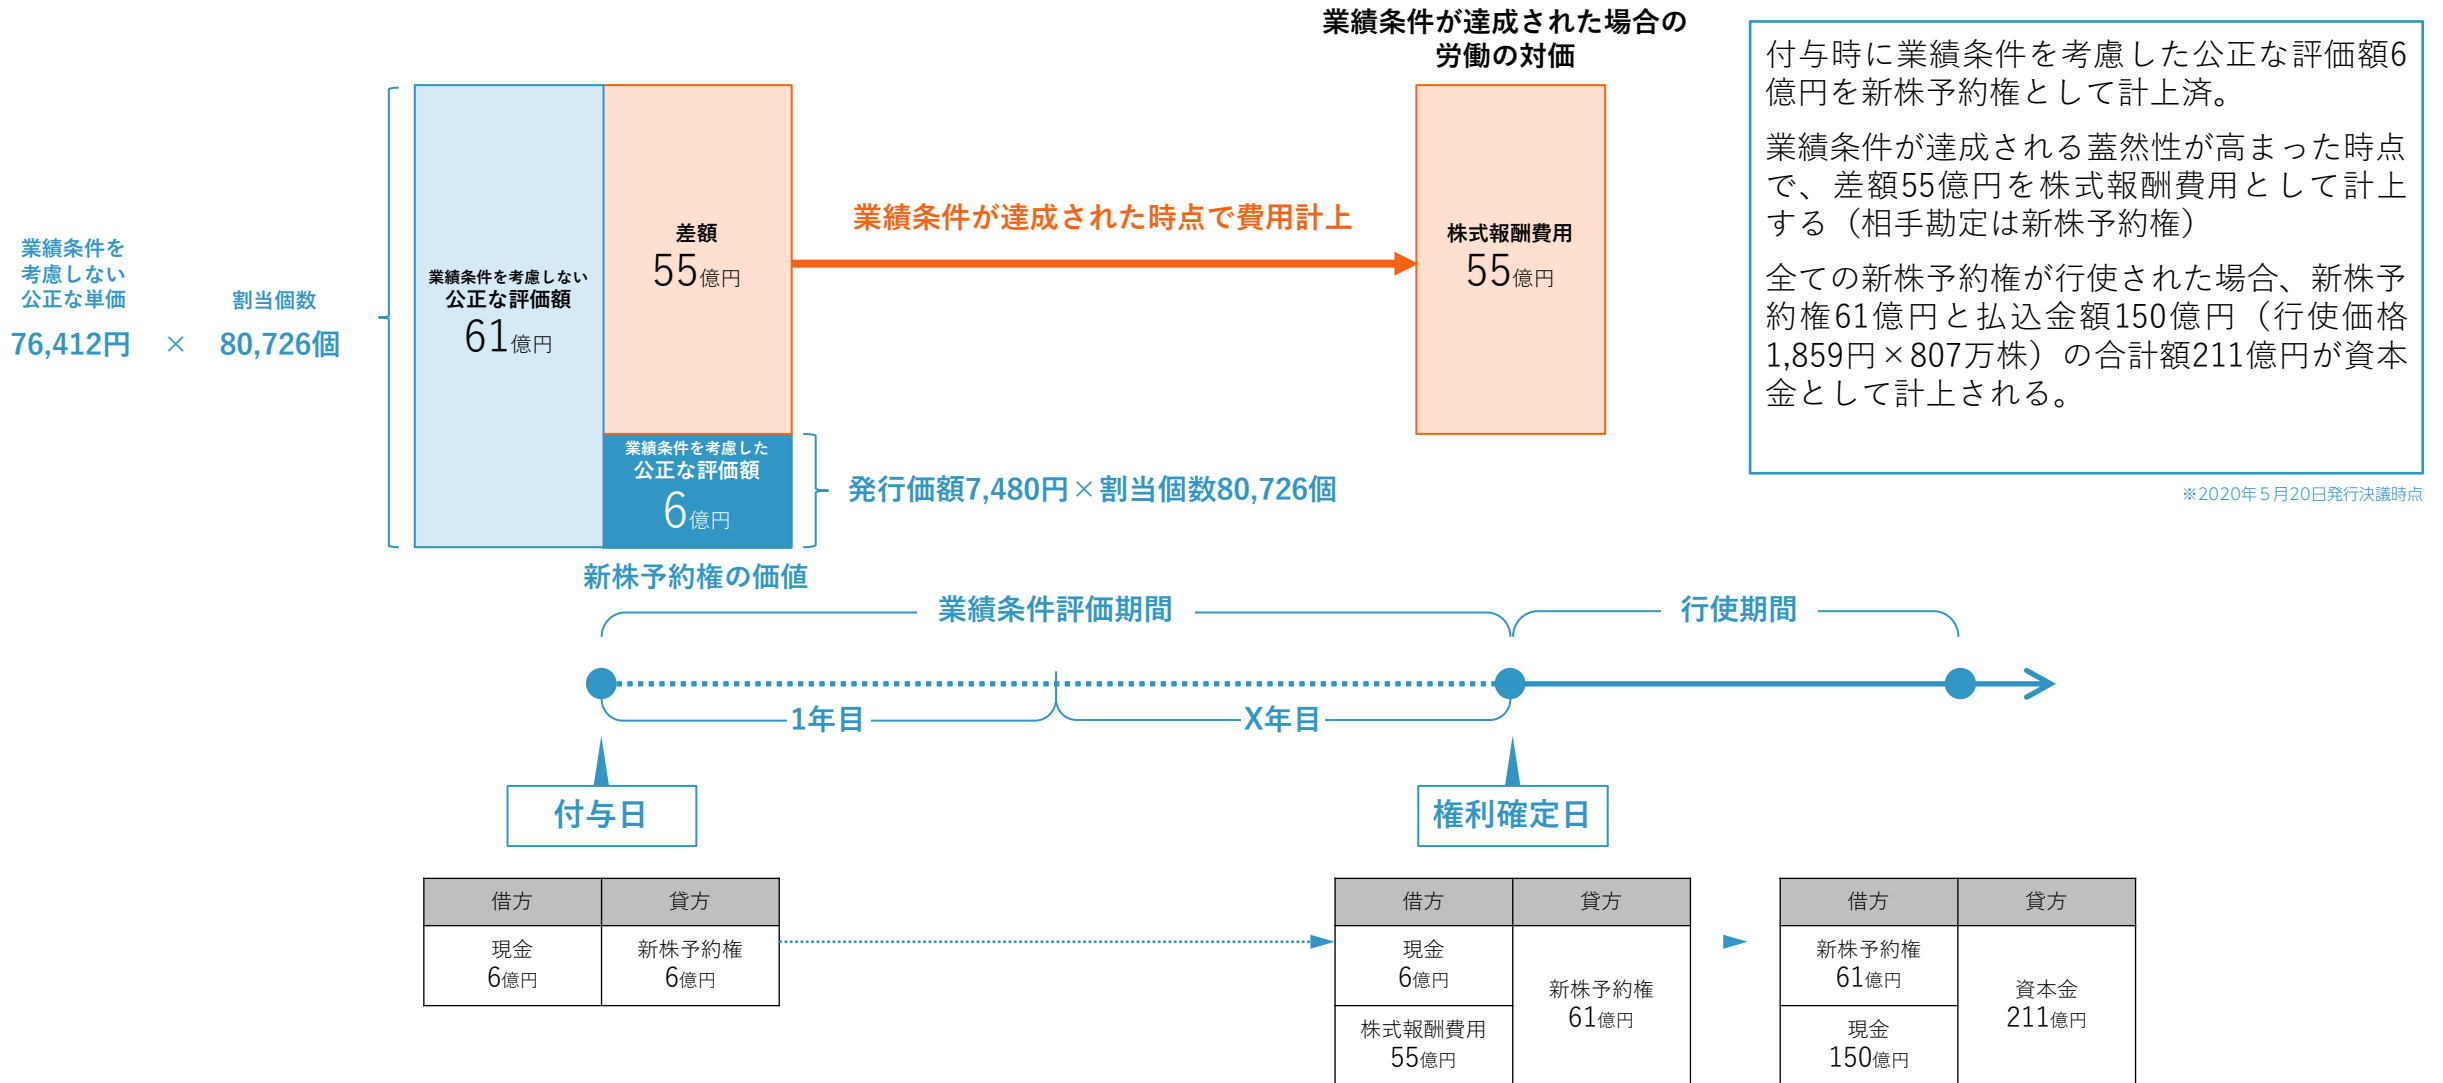 業績条件が達成された場合の
労働の対価
付与時に業績条件を考慮した公正な評価額6
億円を新株予約権として計上済。
業績条件が達成される蓋然性が高まった時点
で、差額55億円を株式報酬費用として計上
する（相手勘定は新株予約権）
全ての新株予約権が行使された場合、新株予
約権61億円と払込金額150億円（行使価格
1,859円×807万株）の合計額211億円が資本
金として計上される。
※2020年５月20日発行決議時点
業績条件を
考慮しない
公正な単価
76,412円
×
割当個数
80,726個
業績条件を考慮しない
公正な評価額
61億円
差額
55億円
業績条件が達成された時点で費用計上
株式報酬費用
55億円
業績条件を考慮した
公正な評価額
6億円
発行価額7,480円×割当個数80,726個
新株予約権の価値
業績条件評価期間
行使期間
1年目
X年目
付与日
権利確定日
借方 貸方
現金
6億円
新株予約権
6億円
借方 貸方
現金
6億円
株式報酬費用
55億円
新株予約権
61億円
借方 貸方
新株予約権
61億円
現金
150億円
資本金
211億円